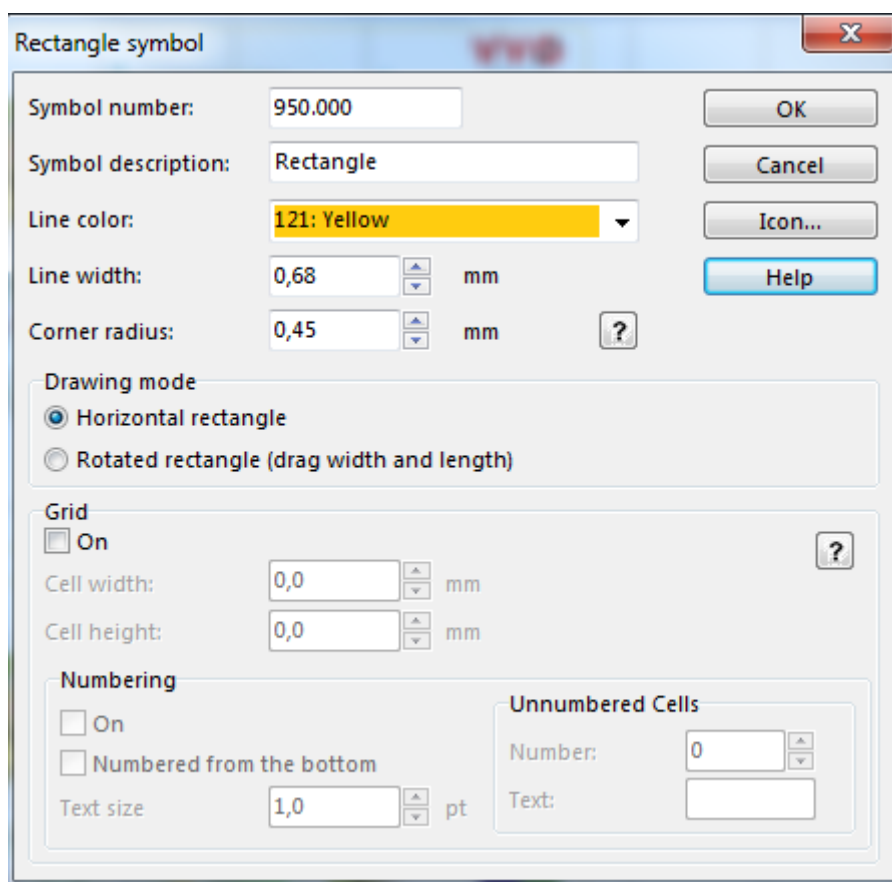 Rectangle symbol
Symbol number: 950.000 OK
Symbol description: Rectangle Cancel
Line color: 121: Yellow Icon...
Line width: 0,68 mm Help
Corner radius: 0,45 mm ?
Drawing mode
Horizontal rectangle
Rotated rectangle (drag width and length)
Grid
On ?
Cell width: 0,0 mm
Cell height: 0,0 mm
Numbering
On
Numbered from the bottom
Text size 1,0 pt
Unnumbered Cells
Number: 0
Text: